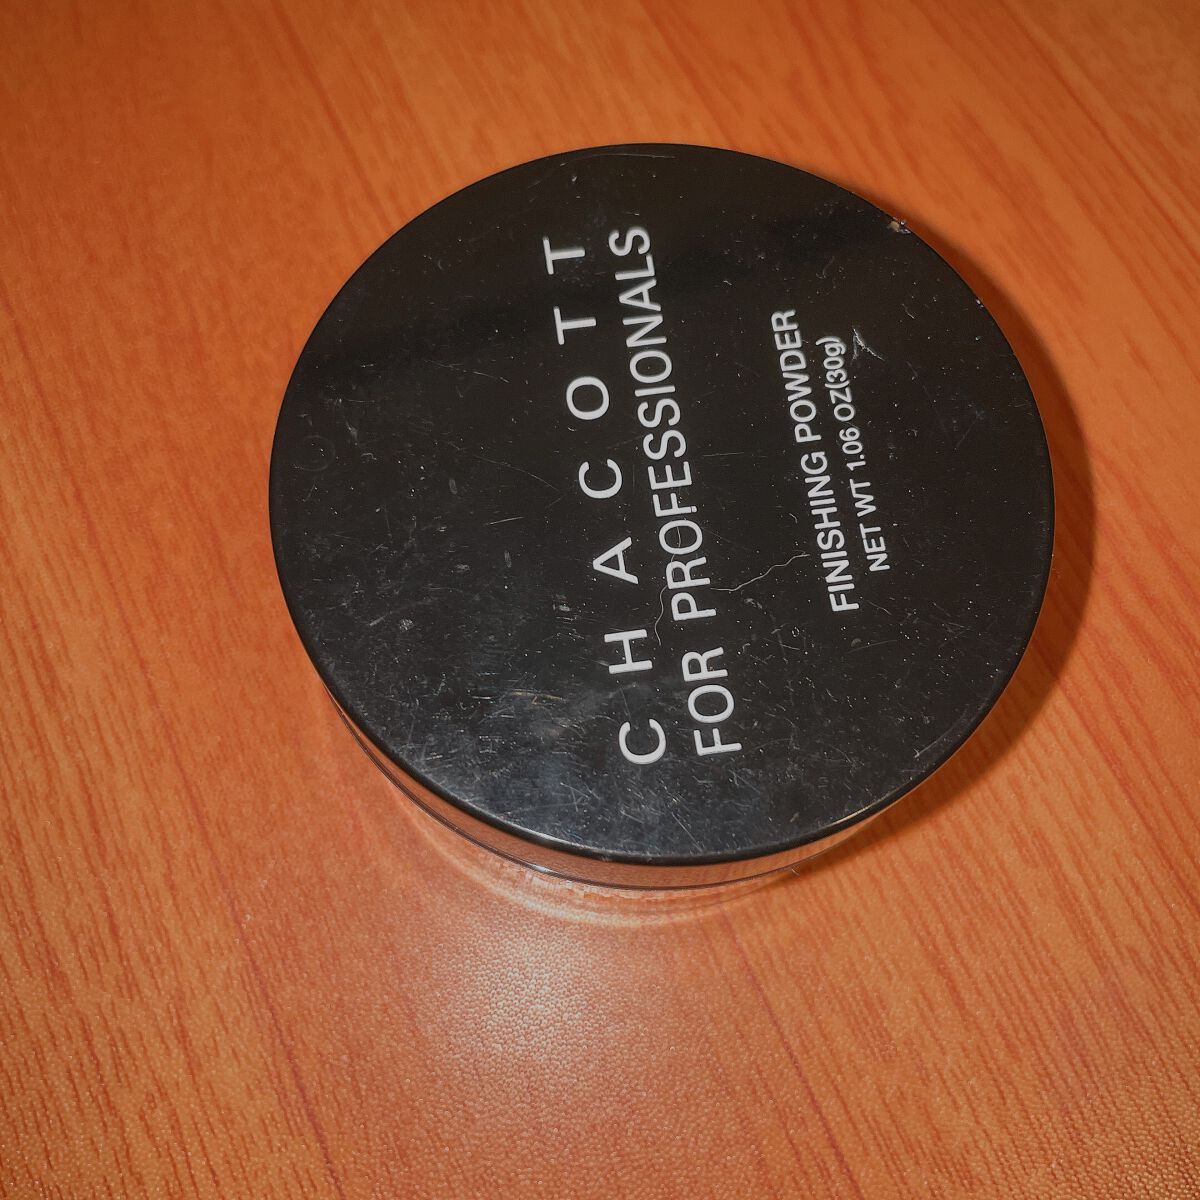 CHACOTT
FOR PROFESSIONALS
FINISHING POWDER
NET WT 1.06 OZ(30g)